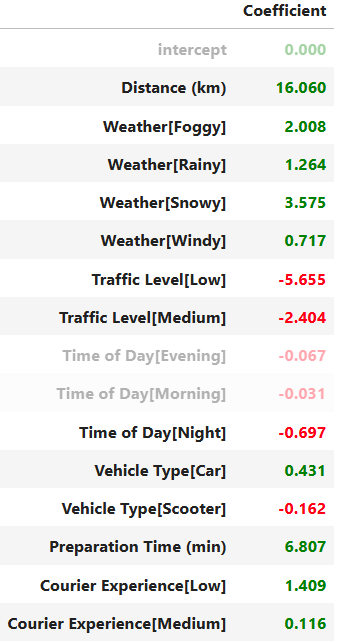 Coefficient
intercept 0.000
Distance (km) 16.060
Weather[Foggy] 2.008
Weather[Rainy] 1.264
Weather[Snowy] 3.575
Weather[Windy] 0.717
Traffic Level[Low] -5.655
Traffic Level[Medium] -2.404
Time of Day[Evening] -0.067
Time of Day[Morning] -0.031
Time of Day[Night] -0.697
Vehicle Type[Car] 0.431
Vehicle Type[Scooter] -0.162
Preparation Time (min) 6.807
Courier Experience[Low] 1.409
Courier Experience[Medium] 0.116